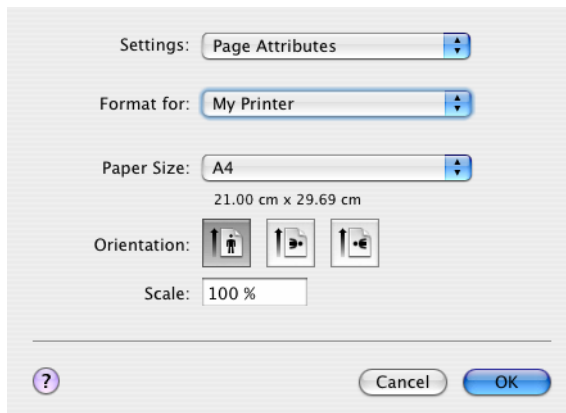 Settings: Page Attributes
Format for: My Printer
Paper Size: A4
21.00 cm x 29.69 cm
Orientation:
Scale: 100 %
? Cancel OK